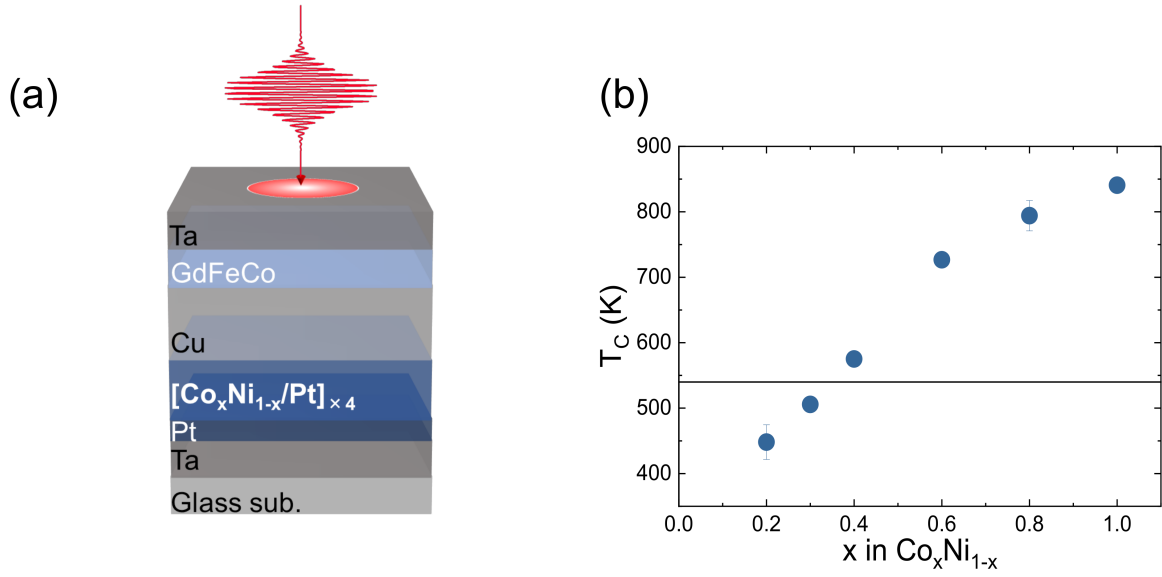 (a)
Ta
GdFeCo
Cu
[CoxNi1-x/Pt] × 4
Pt
Ta
Glass sub.
(b)
900
800
700
600
500
400
TC (K)
0.0 0.2 0.4 0.6 0.8 1.0
x in CoxNi1-x